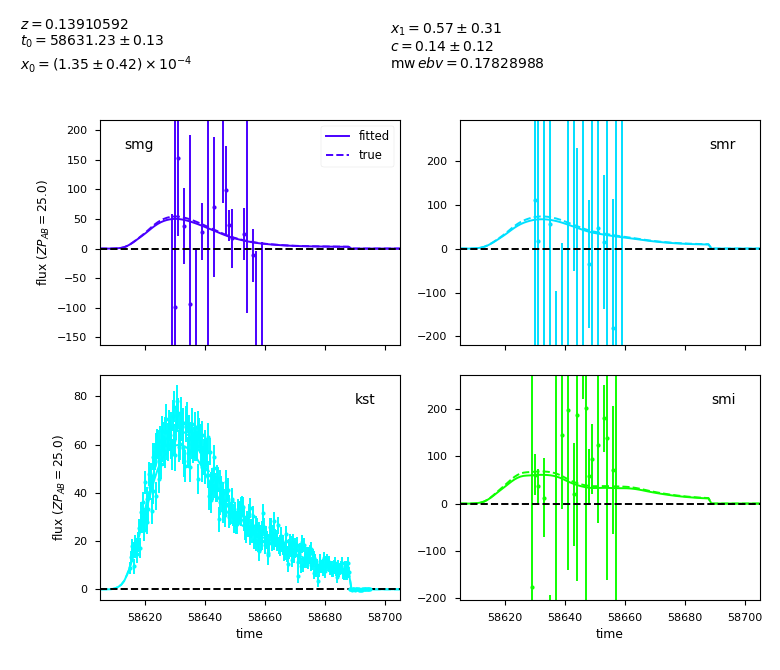 z = 0.13910592
t₀ = 58631.23 ± 0.13
x₀ = (1.35 ± 0.42) × 10⁻⁴
x₁ = 0.57 ± 0.31
c = 0.14 ± 0.12
mw ebv = 0.17828988
smg
fitted
true
200
150
100
50
0
−50
−100
−150
flux (ZP_AB = 25.0)
smr
200
100
0
−100
−200
kst
80
60
40
20
0
flux (ZP_AB = 25.0)
58620 58640 58660 58680 58700
time
smi
200
100
0
−100
−200
58620 58640 58660 58680 58700
time